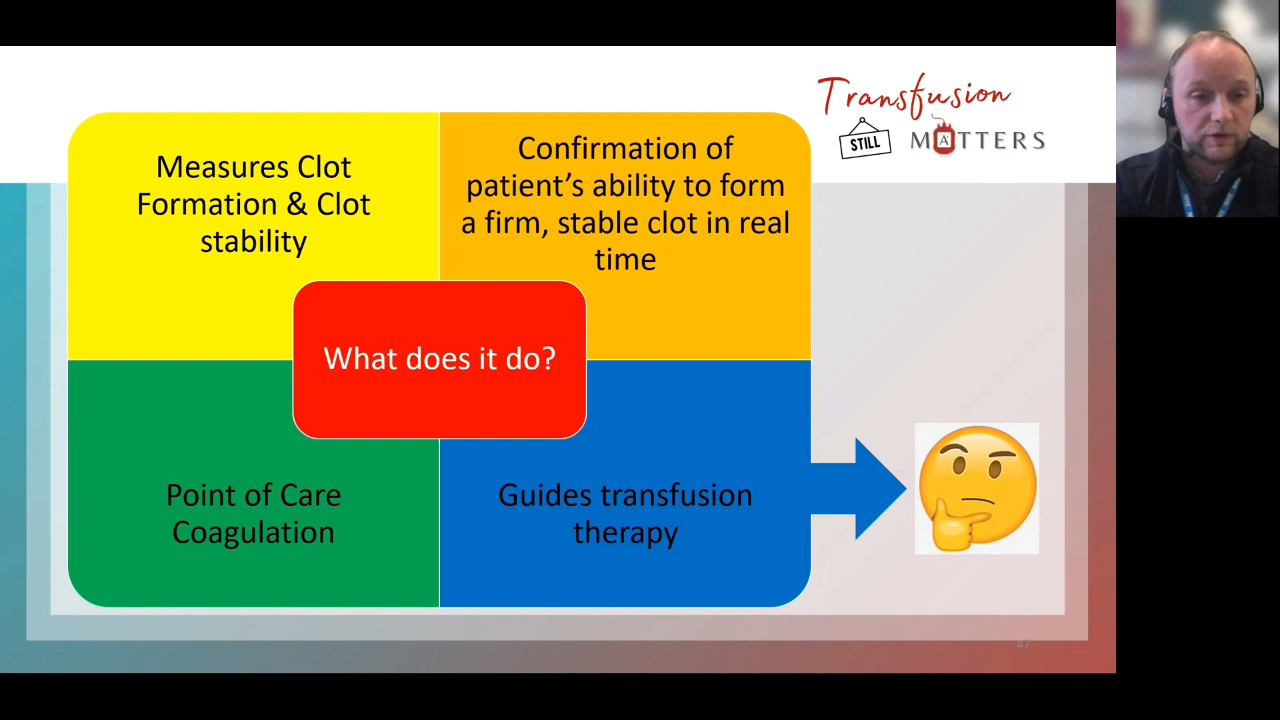 Transfusion
STILL
MATTERS
A
Measures Clot
Formation & Clot
stability
Confirmation of
patient’s ability to form
a firm, stable clot in real
time
What does it do?
Point of Care
Coagulation
Guides transfusion
therapy
47